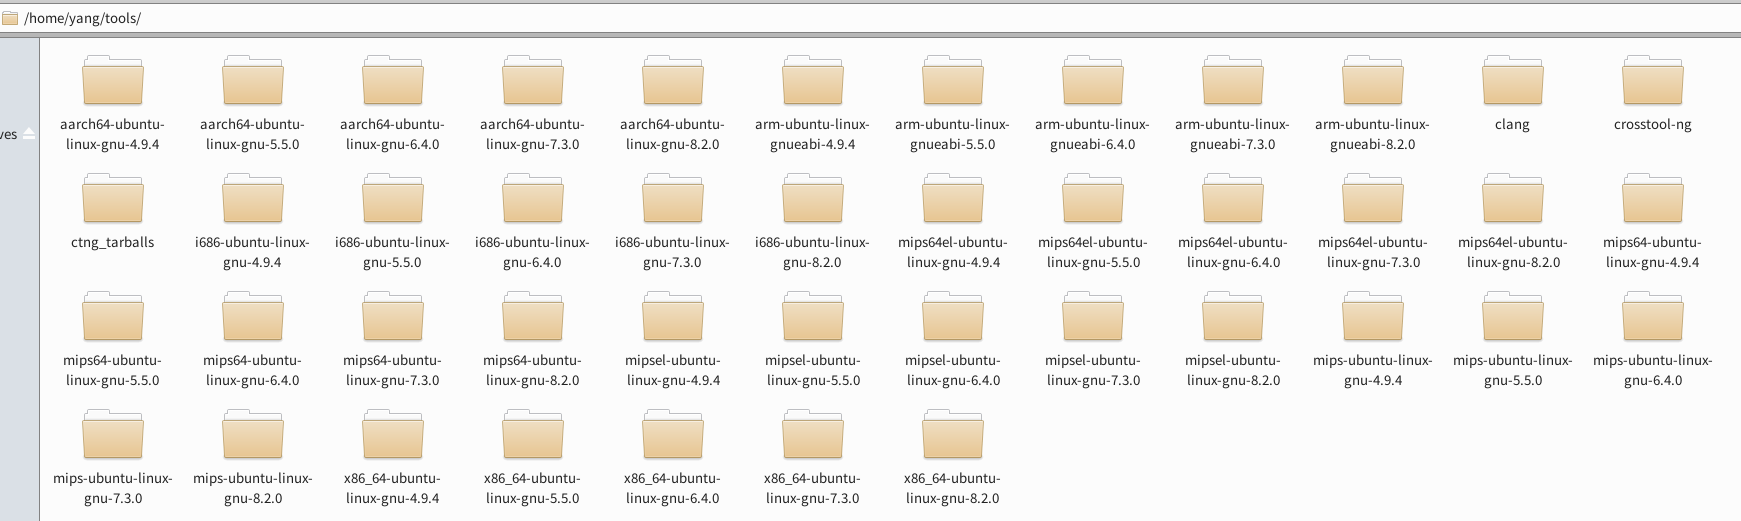 /home/yang/tools/
ves
aarch64-ubuntu-
linux-gnu-4.9.4
aarch64-ubuntu-
linux-gnu-5.5.0
aarch64-ubuntu-
linux-gnu-6.4.0
aarch64-ubuntu-
linux-gnu-7.3.0
aarch64-ubuntu-
linux-gnu-8.2.0
arm-ubuntu-linux-
gnueabi-4.9.4
arm-ubuntu-linux-
gnueabi-5.5.0
arm-ubuntu-linux-
gnueabi-6.4.0
arm-ubuntu-linux-
gnueabi-7.3.0
arm-ubuntu-linux-
gnueabi-8.2.0
clang
crosstool-ng
ctng_tarballs
i686-ubuntu-linux-
gnu-4.9.4
i686-ubuntu-linux-
gnu-5.5.0
i686-ubuntu-linux-
gnu-6.4.0
i686-ubuntu-linux-
gnu-7.3.0
i686-ubuntu-linux-
gnu-8.2.0
mips64el-ubuntu-
linux-gnu-4.9.4
mips64el-ubuntu-
linux-gnu-5.5.0
mips64el-ubuntu-
linux-gnu-6.4.0
mips64el-ubuntu-
linux-gnu-7.3.0
mips64el-ubuntu-
linux-gnu-8.2.0
mips64-ubuntu-
linux-gnu-4.9.4
mips64-ubuntu-
linux-gnu-5.5.0
mips64-ubuntu-
linux-gnu-6.4.0
mips64-ubuntu-
linux-gnu-7.3.0
mips64-ubuntu-
linux-gnu-8.2.0
mipsel-ubuntu-
linux-gnu-4.9.4
mipsel-ubuntu-
linux-gnu-5.5.0
mipsel-ubuntu-
linux-gnu-6.4.0
mipsel-ubuntu-
linux-gnu-7.3.0
mipsel-ubuntu-
linux-gnu-8.2.0
mips-ubuntu-linux-
gnu-4.9.4
mips-ubuntu-linux-
gnu-5.5.0
mips-ubuntu-linux-
gnu-6.4.0
mips-ubuntu-linux-
gnu-7.3.0
mips-ubuntu-linux-
gnu-8.2.0
x86_64-ubuntu-
linux-gnu-4.9.4
x86_64-ubuntu-
linux-gnu-5.5.0
x86_64-ubuntu-
linux-gnu-6.4.0
x86_64-ubuntu-
linux-gnu-7.3.0
x86_64-ubuntu-
linux-gnu-8.2.0